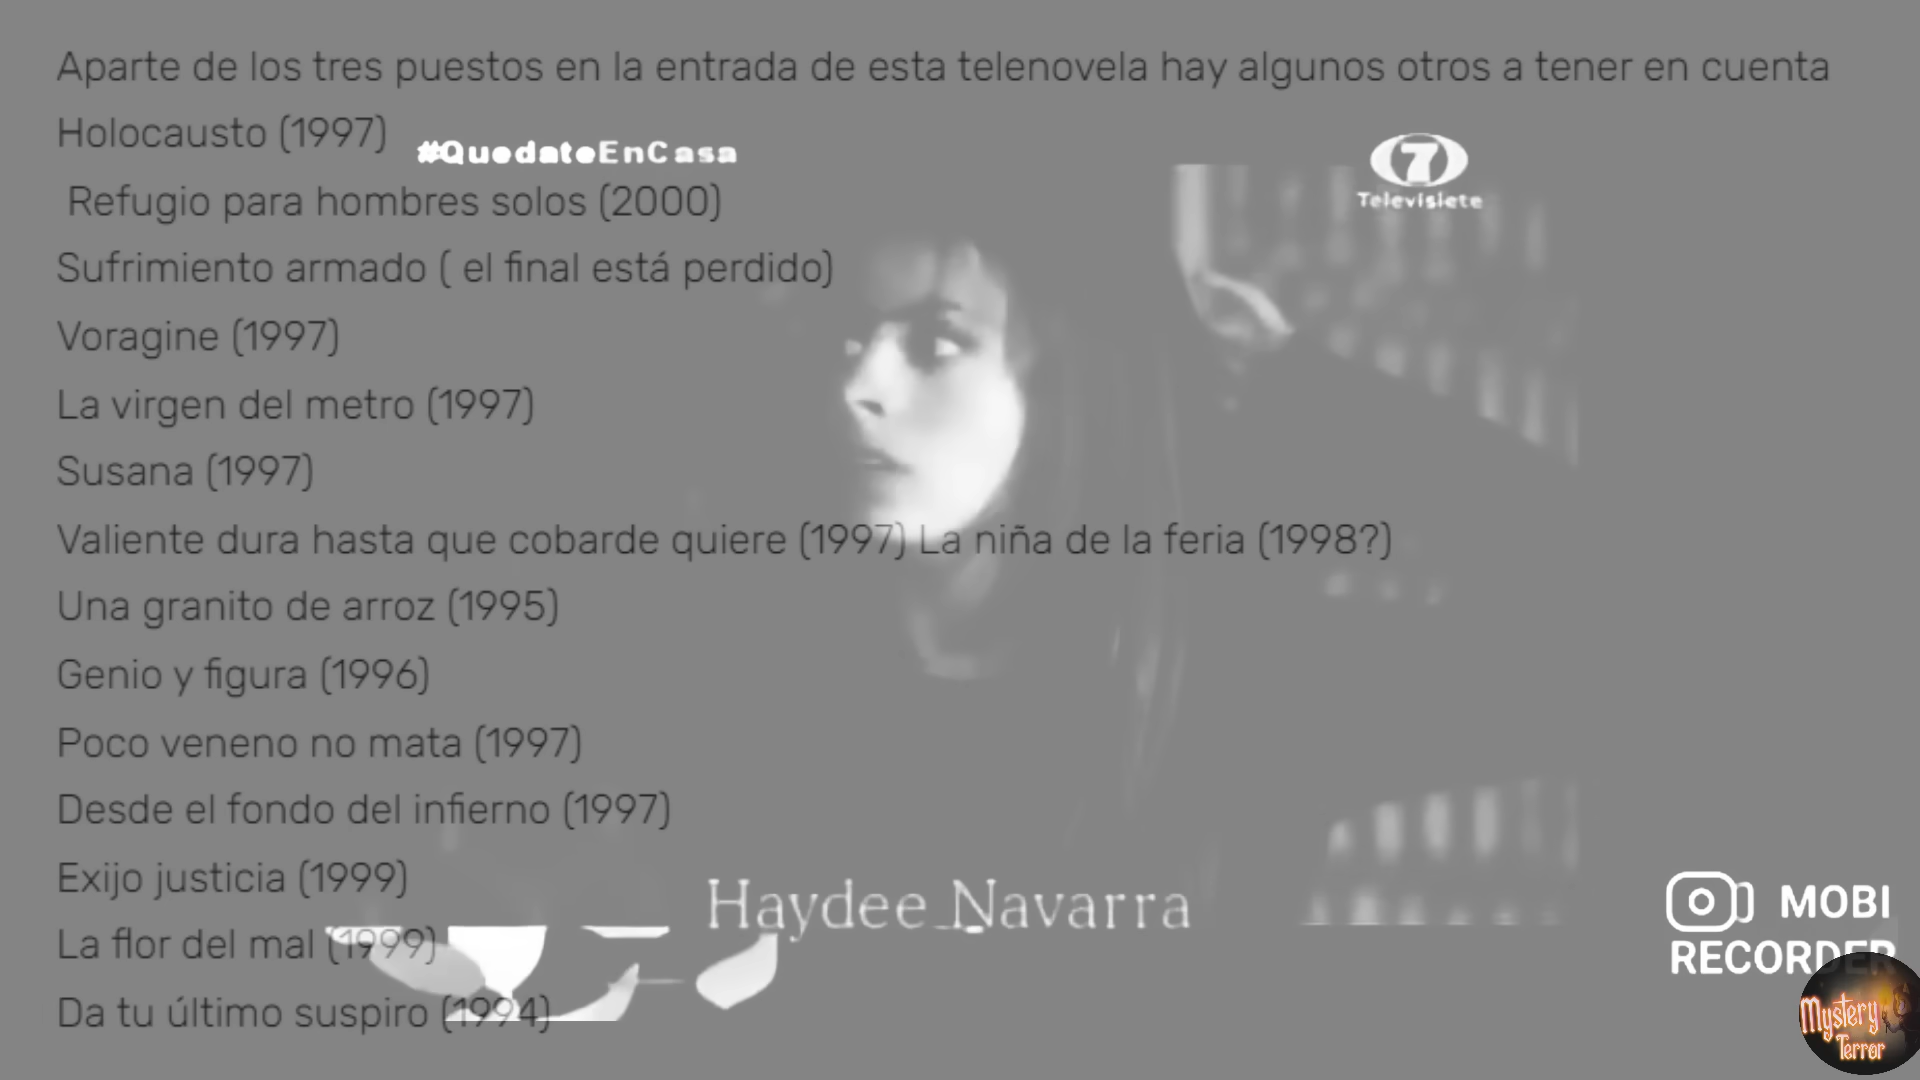 Aparte de los tres puestos en la entrada de esta telenovela hay algunos otros a tener en cuenta
Holocausto (1997)
#QuedateEnCasa
7
Televisiete
Refugio para hombres solos (2000)
Sufrimiento armado ( el final está perdido)
Voragine (1997)
La virgen del metro (1997)
Susana (1997)
Valiente dura hasta que cobarde quiere (1997) La niña de la feria (1998?)
Una granito de arroz (1995)
Genio y figura (1996)
Poco veneno no mata (1997)
Desde el fondo del infierno (1997)
Exijo justicia (1999)
Haydee Navarra
La flor del mal (1999)
Da tu último suspiro (1994)
MOBI
RECORDER
Mystery
Terror